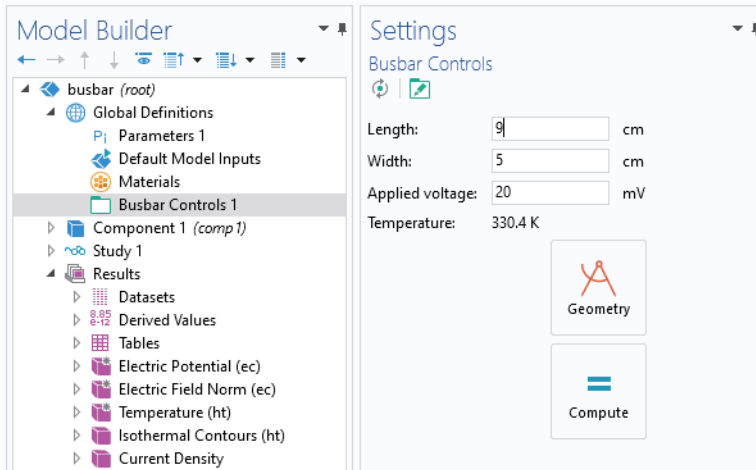 Model Builder
busbar (root)
Global Definitions
Pi Parameters 1
Default Model Inputs
Materials
Busbar Controls 1
Component 1 (comp1)
Study 1
Results
Datasets
8.85
e-12 Derived Values
Tables
Electric Potential (ec)
Electric Field Norm (ec)
Temperature (ht)
Isothermal Contours (ht)
Current Density
Settings
Busbar Controls
Length: 9 cm
Width: 5 cm
Applied voltage: 20 mV
Temperature: 330.4 K
Geometry
Compute